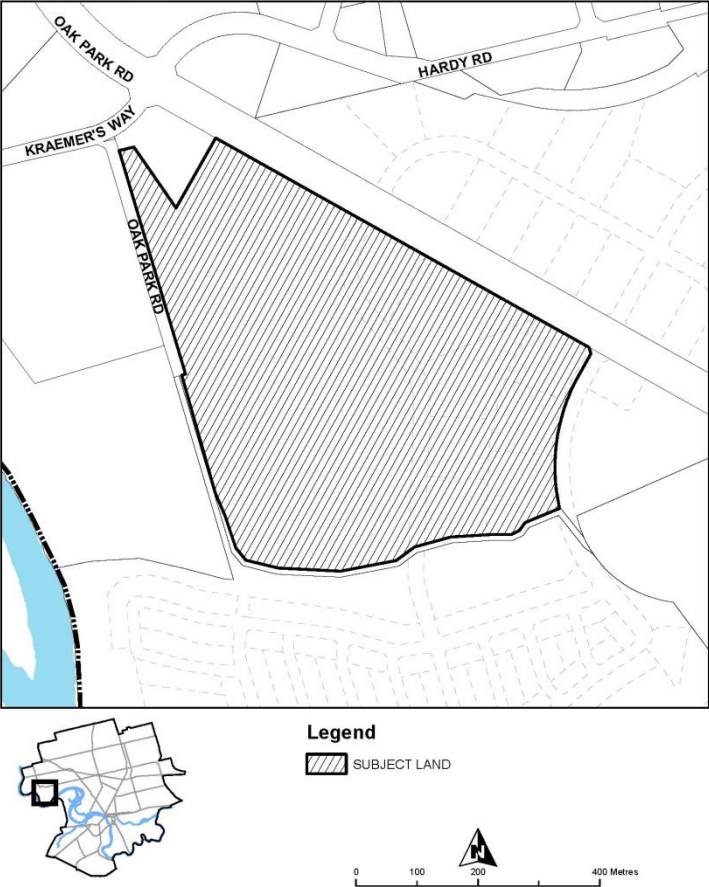 OAK PARK RD
HARDY RD
KRAEMER'S WAY
OAK PARK RD
Legend
SUBJECT LAND
N
0 100 200 400 Metres